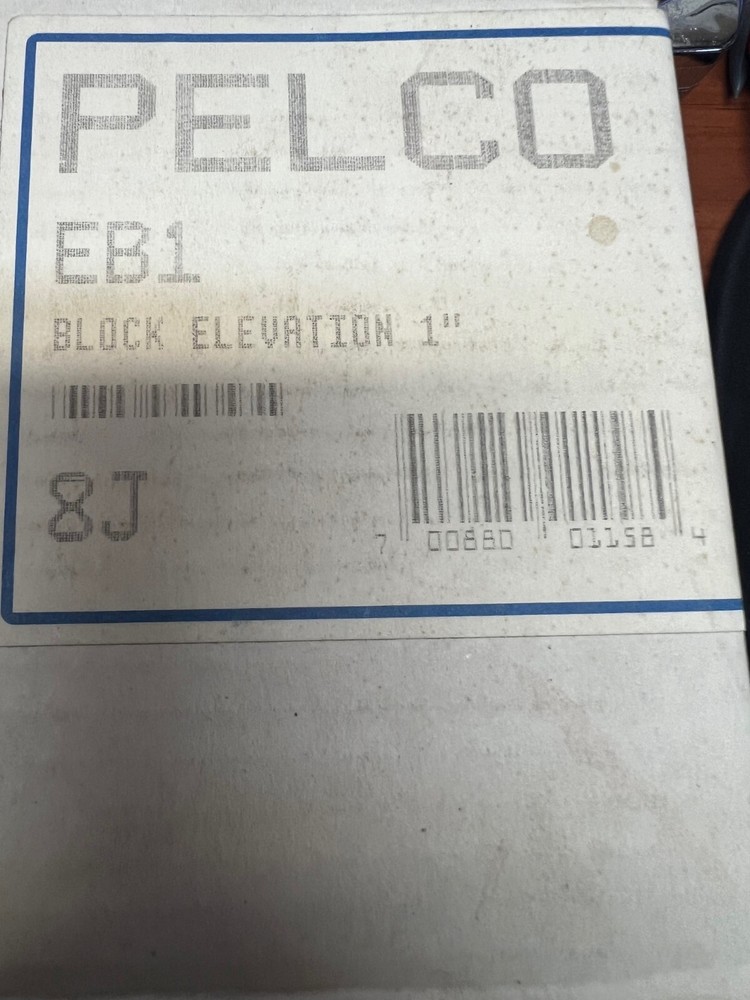 PELCO
EB1
BLOCK ELEVATION 1"
8J
7 00880 01158 4